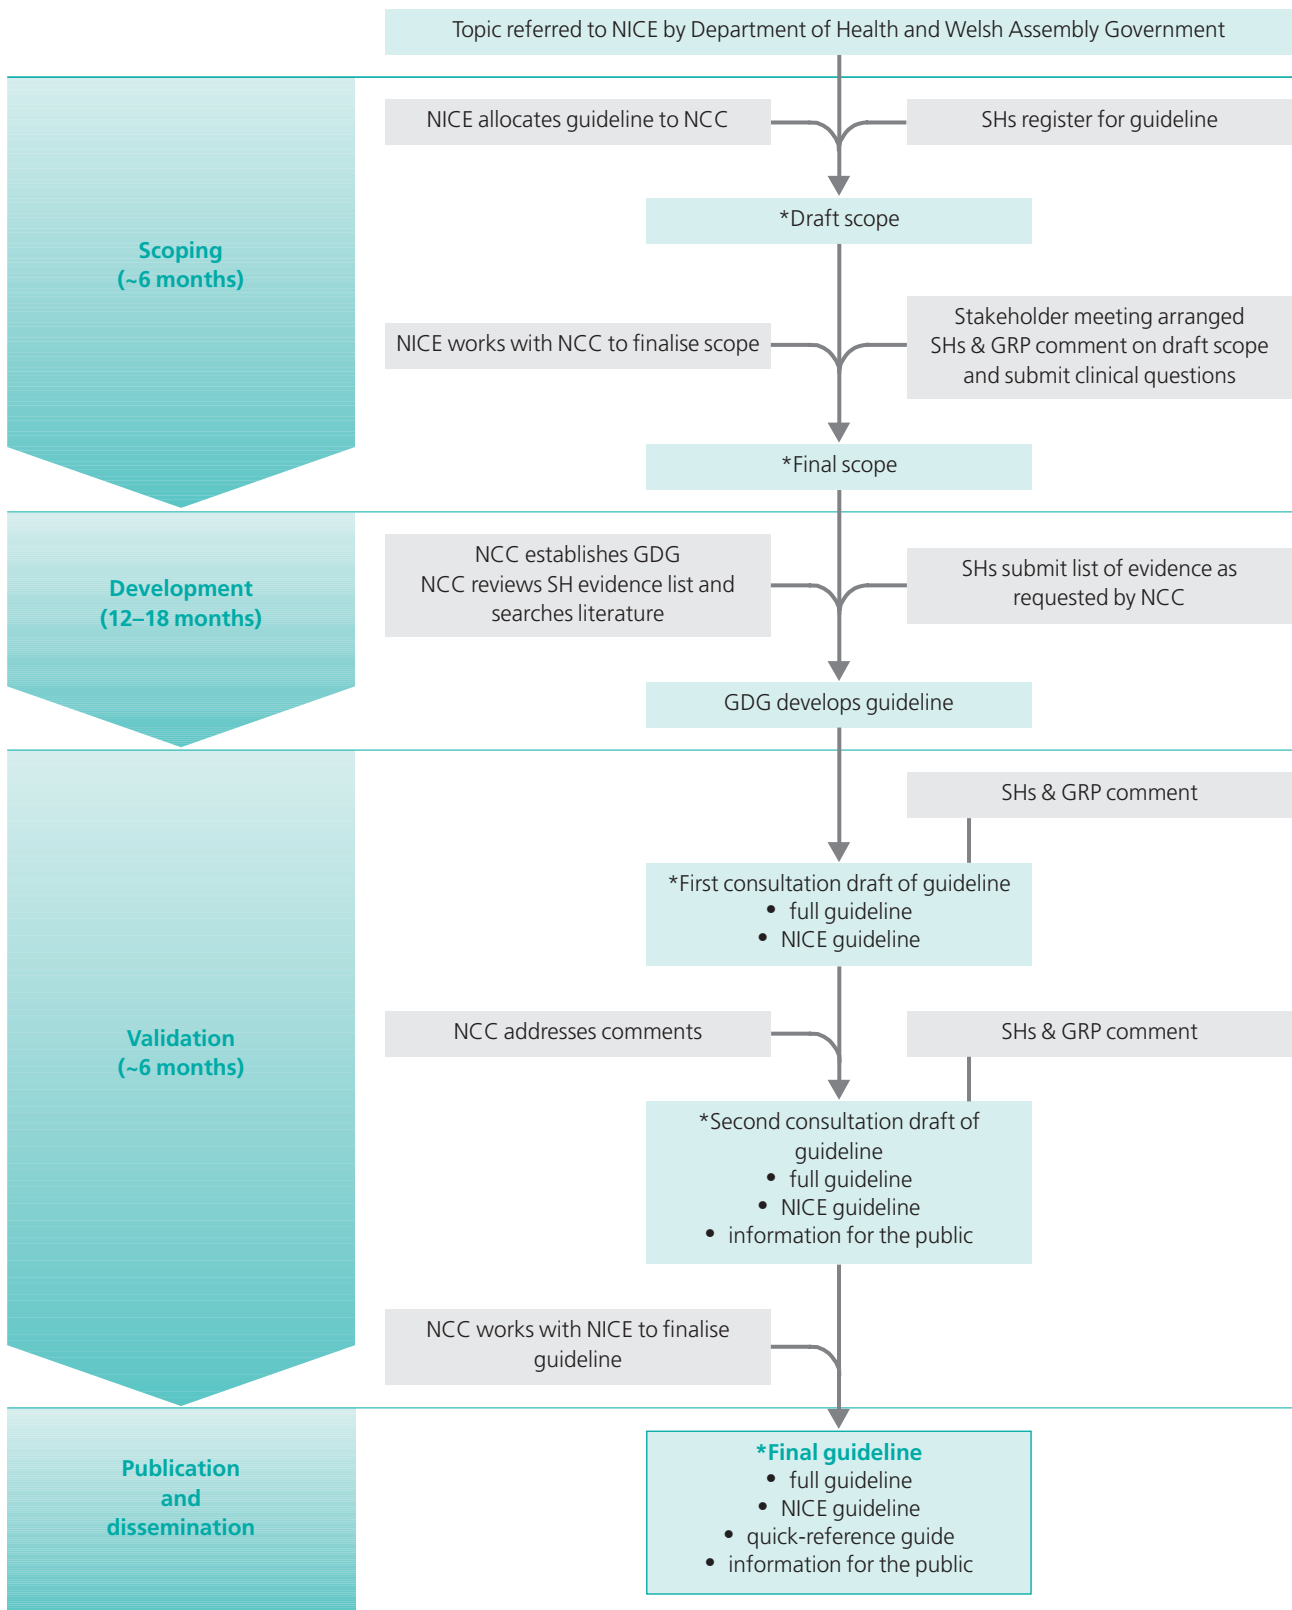 Topic referred to NICE by Department of Health and Welsh Assembly Government
Scoping
(~6 months)
NICE allocates guideline to NCC
SHs register for guideline
*Draft scope
NICE works with NCC to finalise scope
Stakeholder meeting arranged
SHs & GRP comment on draft scope
and submit clinical questions
*Final scope
Development
(12–18 months)
NCC establishes GDG
NCC reviews SH evidence list and
searches literature
SHs submit list of evidence as
requested by NCC
GDG develops guideline
Validation
(~6 months)
SHs & GRP comment
*First consultation draft of guideline
• full guideline
• NICE guideline
NCC addresses comments
SHs & GRP comment
*Second consultation draft of
guideline
• full guideline
• NICE guideline
• information for the public
NCC works with NICE to finalise
guideline
Publication
and
dissemination
*Final guideline
• full guideline
• NICE guideline
• quick-reference guide
• information for the public